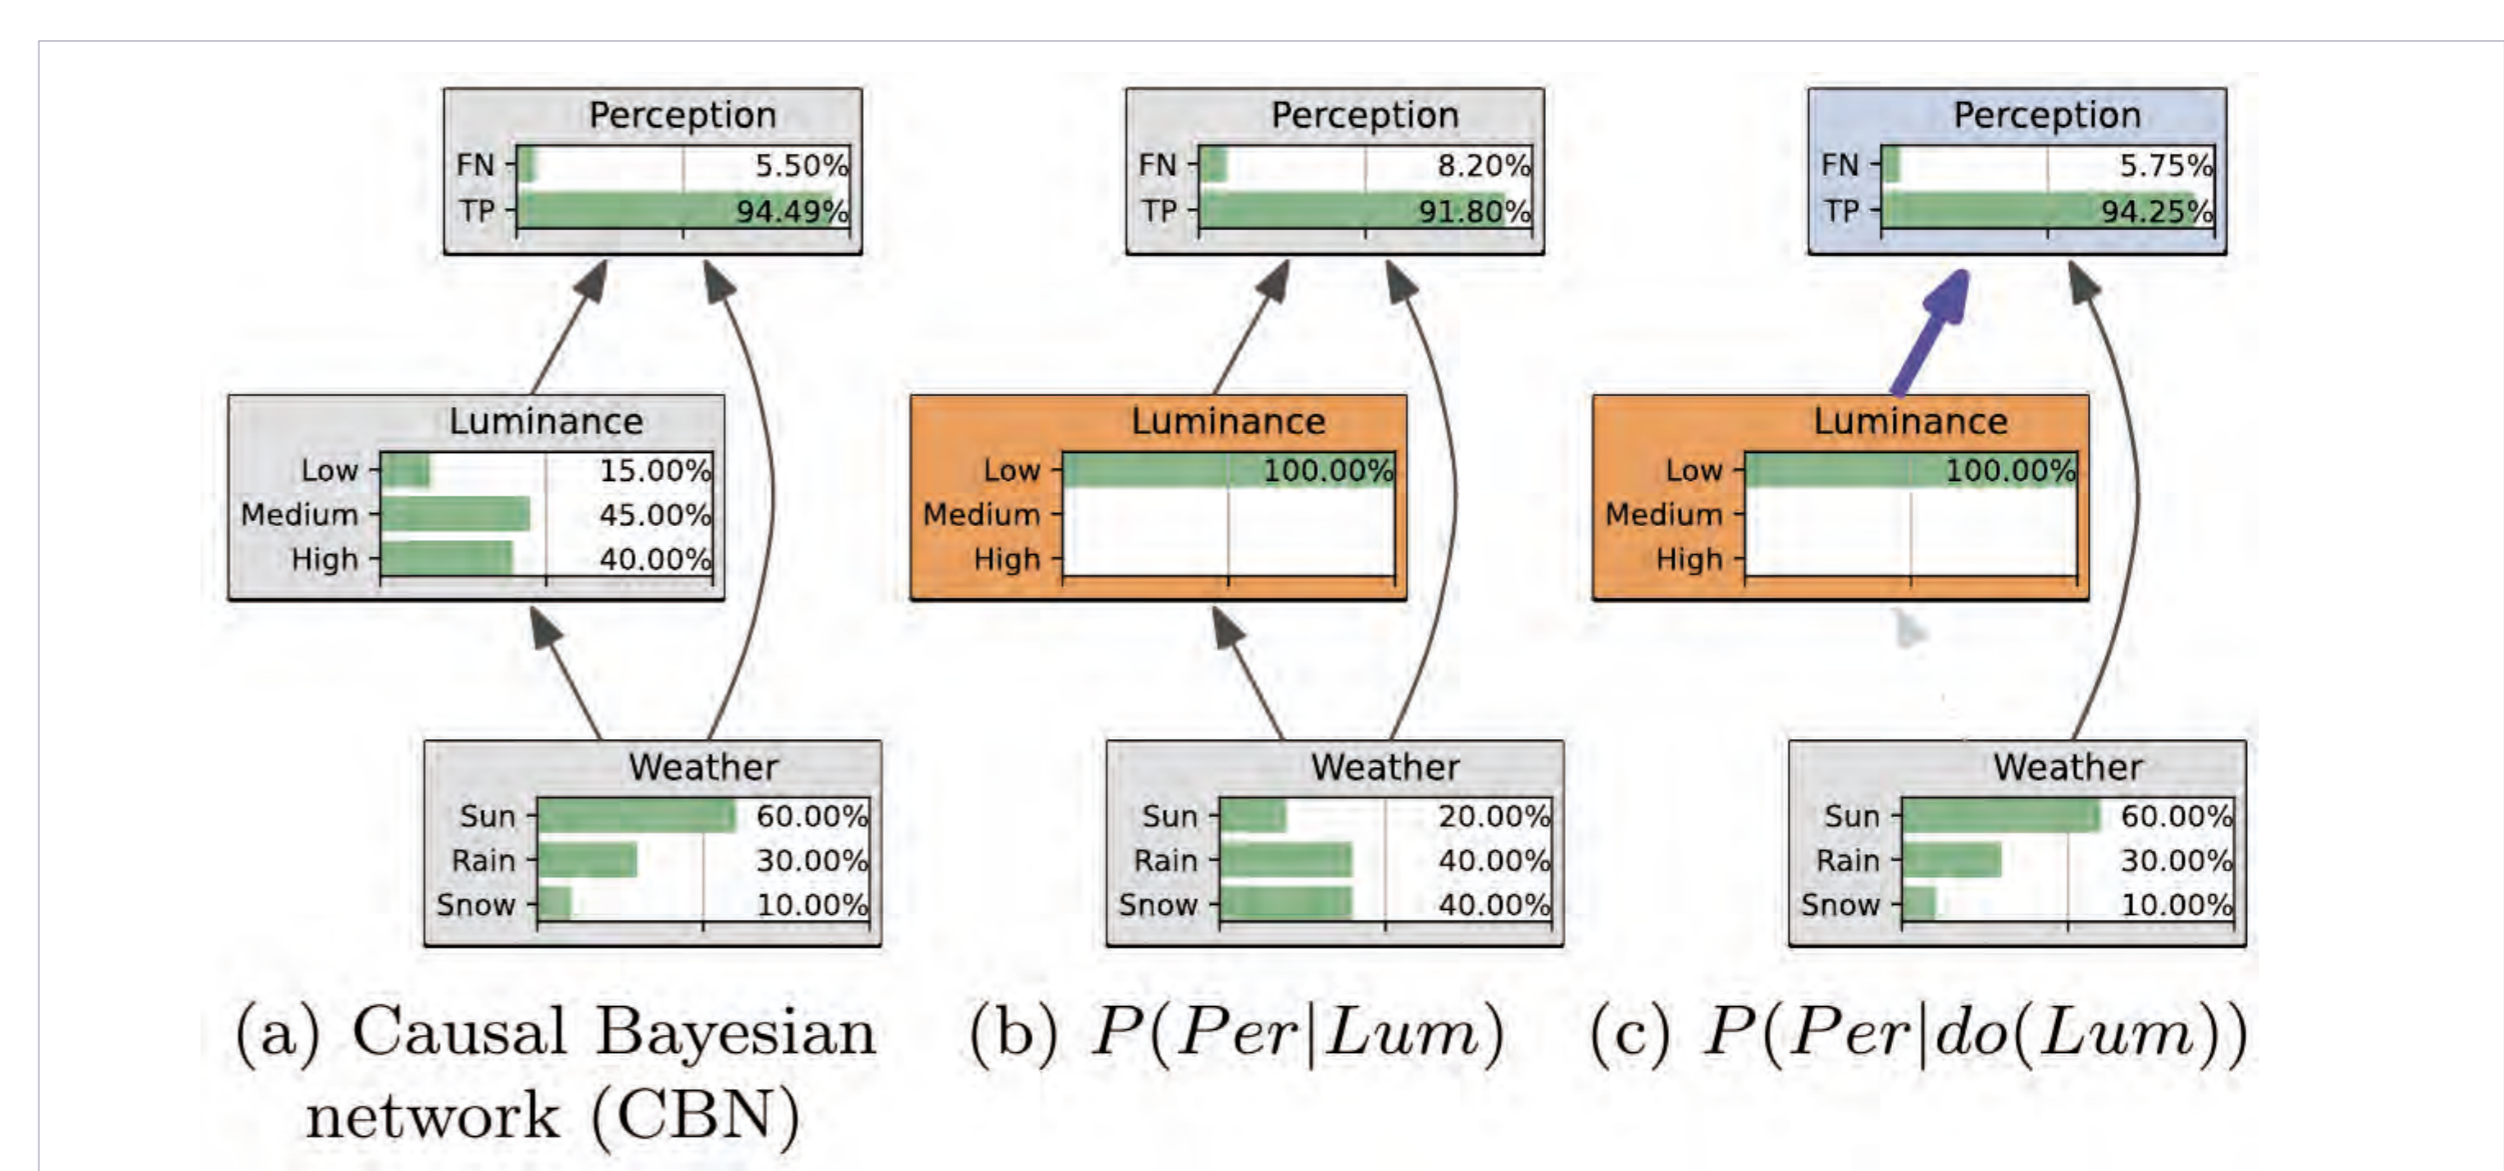 Perception
FN 5.50%
TP 94.49%
Luminance
Low 15.00%
Medium 45.00%
High 40.00%
Weather
Sun 60.00%
Rain 30.00%
Snow 10.00%
(a) Causal Bayesian
network (CBN)
Perception
FN 8.20%
TP 91.80%
Luminance
Low 100.00%
Medium
High
Weather
Sun 20.00%
Rain 40.00%
Snow 40.00%
(b) P(Per|Lum)
Perception
FN 5.75%
TP 94.25%
Luminance
Low 100.00%
Medium
High
Weather
Sun 60.00%
Rain 30.00%
Snow 10.00%
(c) P(Per|do(Lum))